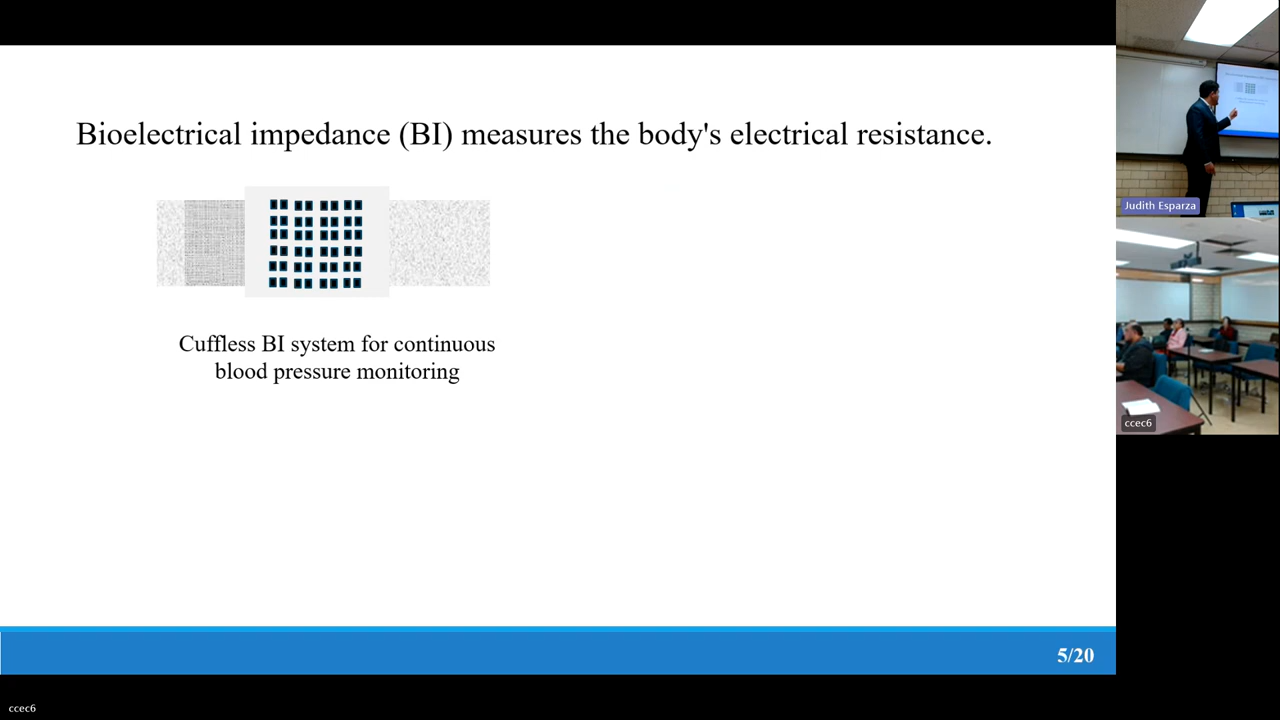 Bioelectrical impedance (BI) measures the body's electrical resistance.
Cuffless BI system for continuous
blood pressure monitoring
5/20
Judith Esparza
ccec6
ccec6